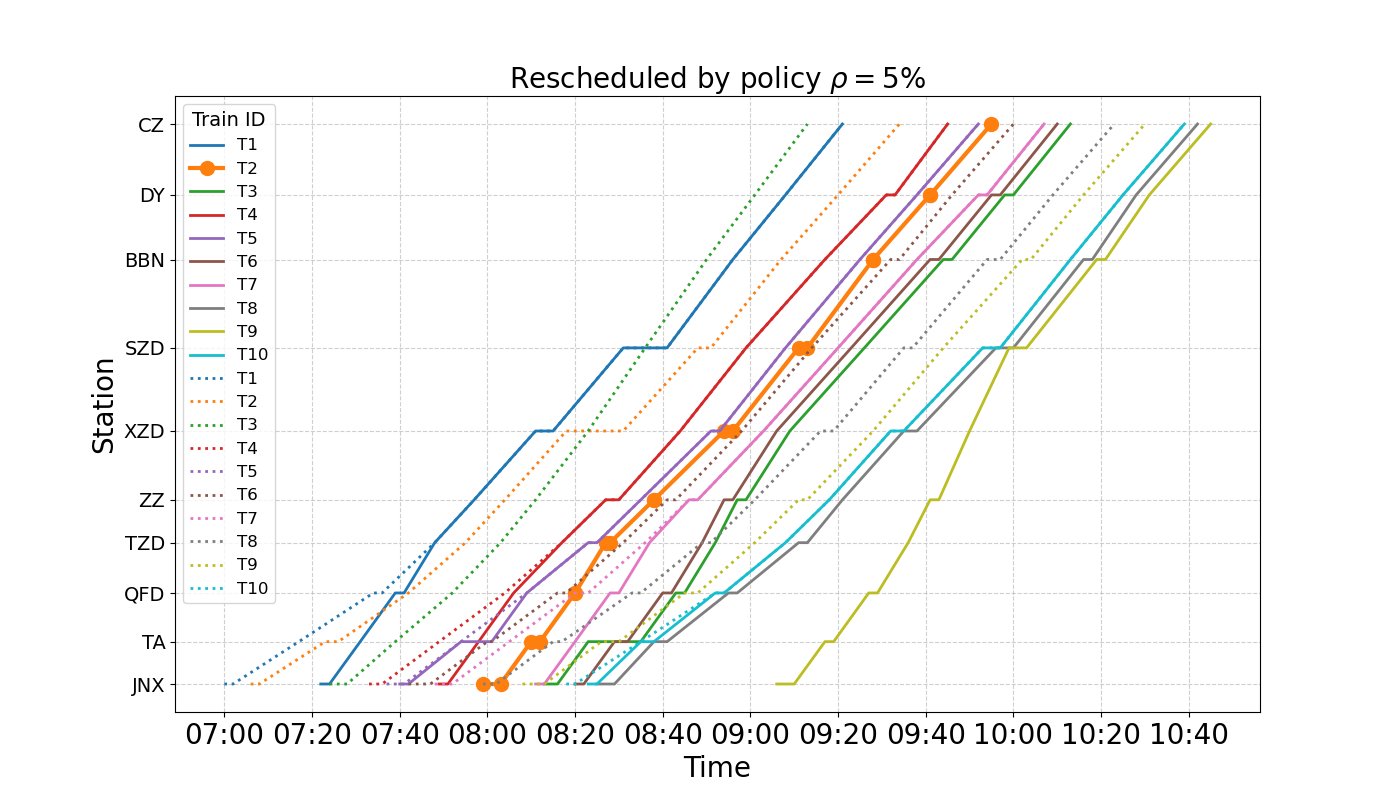 Rescheduled by policy ρ = 5%
CZ
DY
BBN
SZD
XZD
ZZ
TZD
QFD
TA
JNX
Station
Train ID
T1
T2
T3
T4
T5
T6
T7
T8
T9
T10
T1
T2
T3
T4
T5
T6
T7
T8
T9
T10
07:00 07:20 07:40 08:00 08:20 08:40 09:00 09:20 09:40 10:00 10:20 10:40
Time